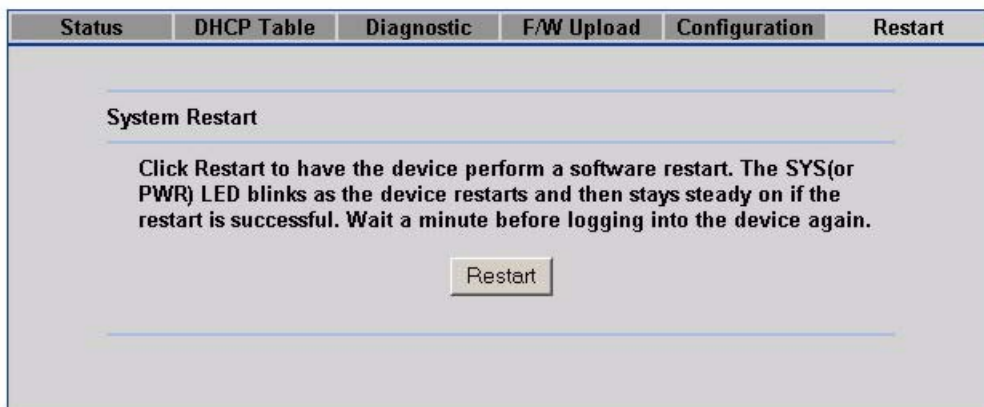 Status DHCP Table Diagnostic F/W Upload Configuration Restart
System Restart
Click Restart to have the device perform a software restart. The SYS(or
PWR) LED blinks as the device restarts and then stays steady on if the
restart is successful. Wait a minute before logging into the device again.
Restart